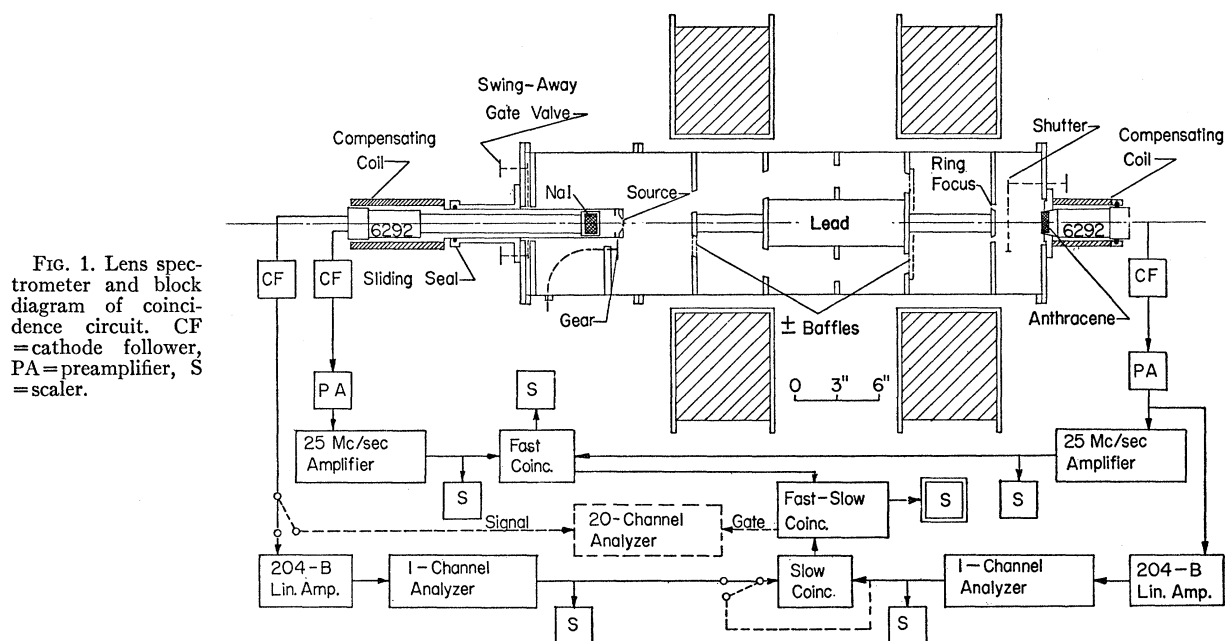 Swing-Away
Gate Valve
Compensating
Coil
NaI
Source
Shutter
Compensating
Coil
Ring
Focus
Lead
6292
6292
CF
CF
Sliding Seal
Gear
± Baffles
Anthracene
CF
FIG. 1. Lens spec-
trometer and block
diagram of coinci-
dence circuit. CF
=cathode follower,
PA=preamplifier, S
=scaler.
0 3" 6"
PA
S
PA
25 Mc/sec
Amplifier
Fast
Coinc.
25 Mc/sec
Amplifier
S
S
Fast-Slow
Coinc.
S
Signal
20-Channel
Analyzer
Gate
204-B
Lin. Amp.
1-Channel
Analyzer
Slow
Coinc.
1-Channel
Analyzer
204-B
Lin. Amp.
S
S